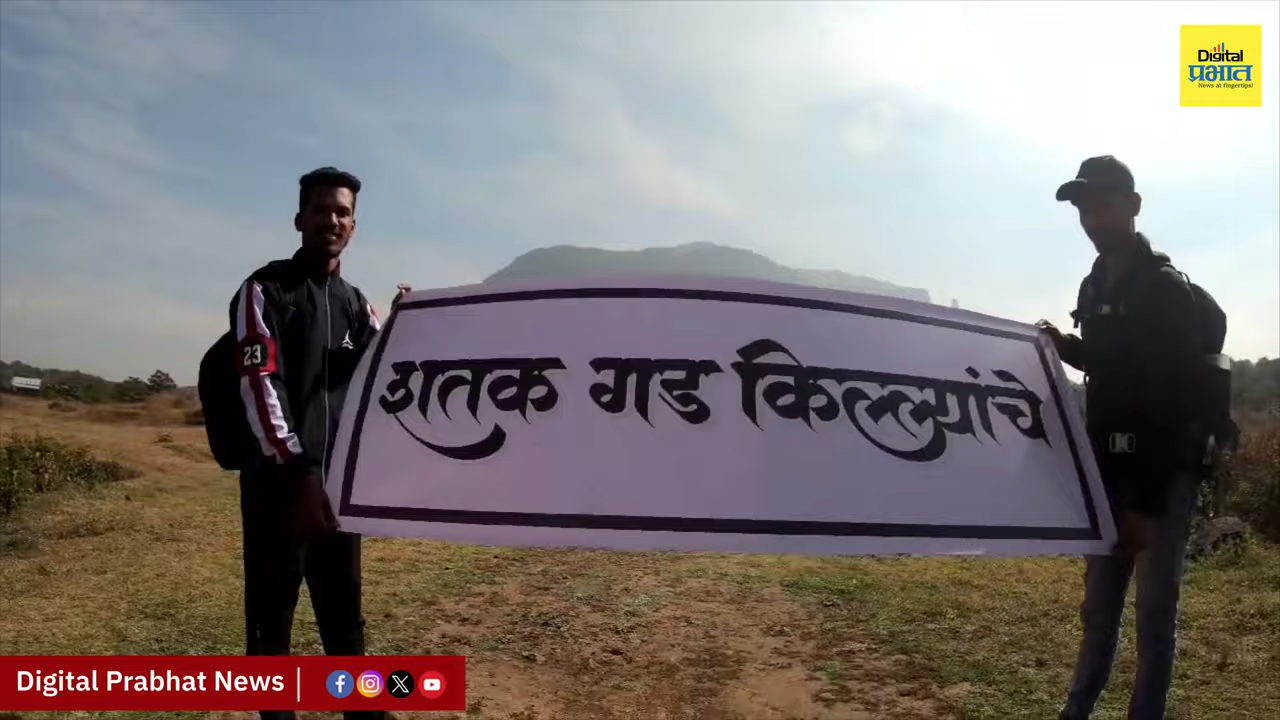 Digital
प्रभात
News at fingertips!
23
शतक गड किल्ल्यांचे
Digital Prabhat News